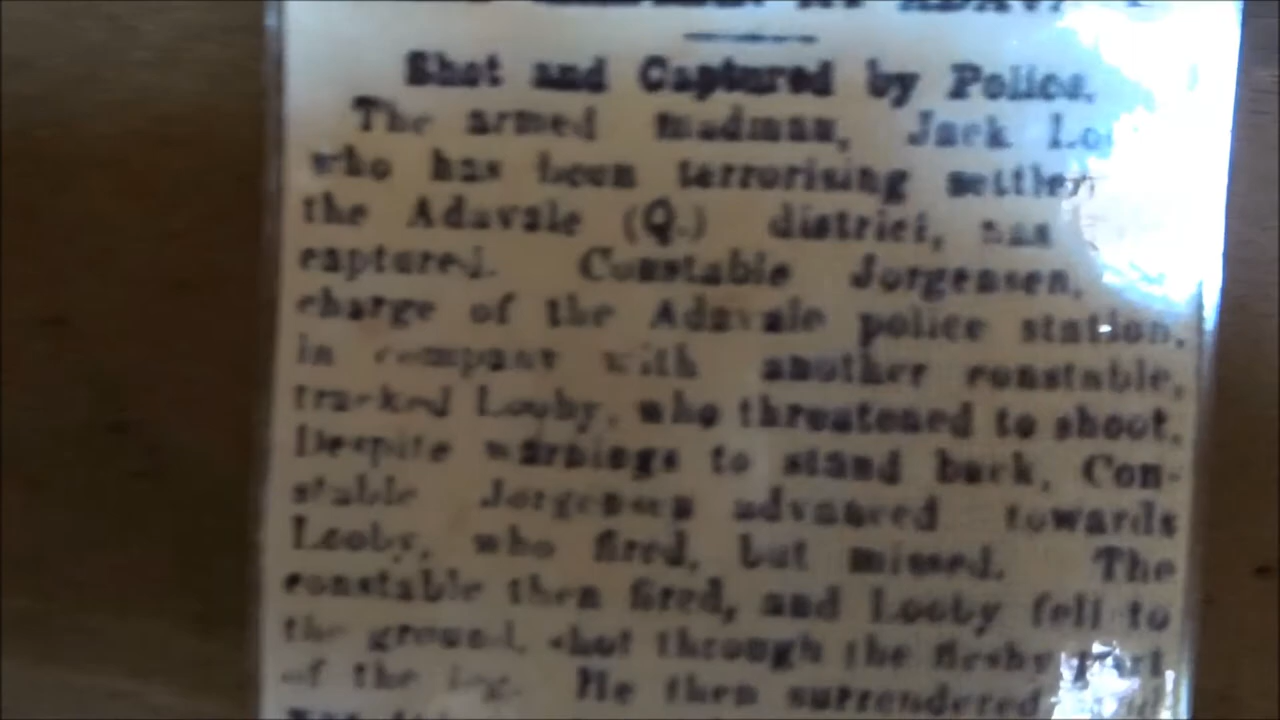 Shot and Captured by Police.
The armed madman, Jack
who has been terrorising
the Adavale (Q.) district, has
captured. Constable Jorgensen,
charge of the Adavale police station,
in company with another constable,
tracked Looby, who threatened to shoot.
Despite warnings to stand back, Con-
stable Jorgensen advanced towards
Looby, who fired, but missed. The
constable then fired, and Looby fell to
the ground, shot through the fleshy part
of the leg. He then surrendered